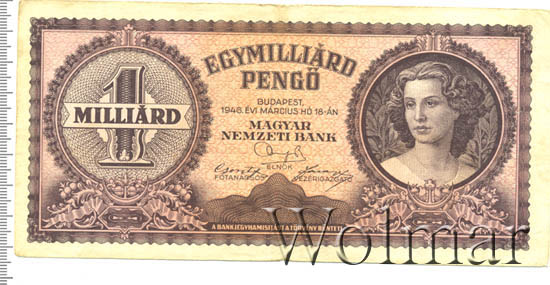 1
MILLIÁRD
EGYMILLIÁRD
PENGŐ
BUDAPEST,
1946. ÉVI MÁRCIUS HÓ 18-ÁN
MAGYAR
NEMZETI BANK
ELNÖK
FŐTANÁCSOS
VEZÉRIGAZGATÓ
A BANKJEGYHAMISÍTÁST A TÖRVÉNY BÜNTETI
Wolmar